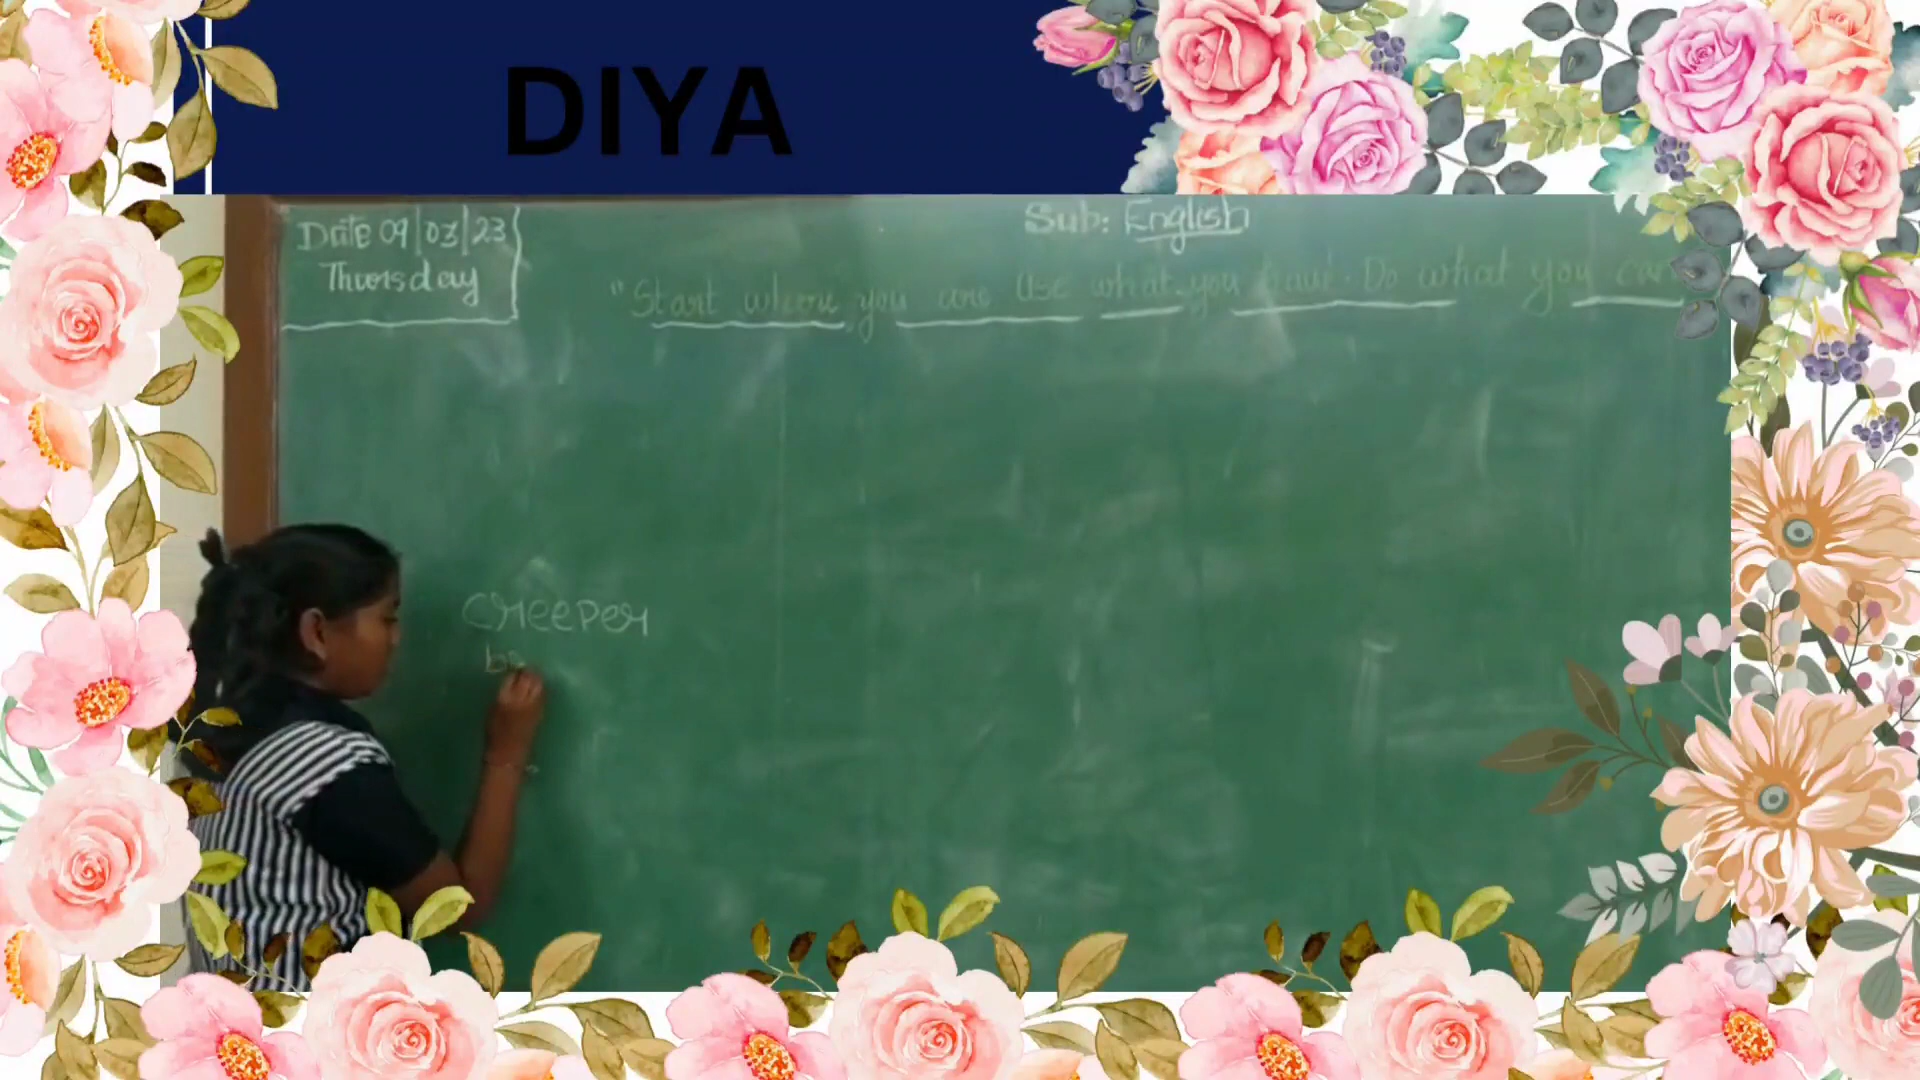 DIYA
Date 09/03/23
Thursday
Sub: English
"Start where you are Use what you have. Do what you can
creeper